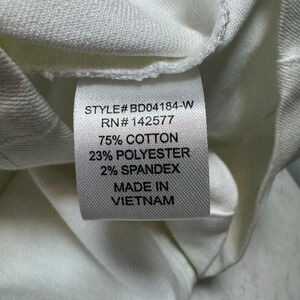 STYLE# BD04184-W
RN# 142577
75% COTTON
23% POLYESTER
2% SPANDEX
MADE IN
VIETNAM